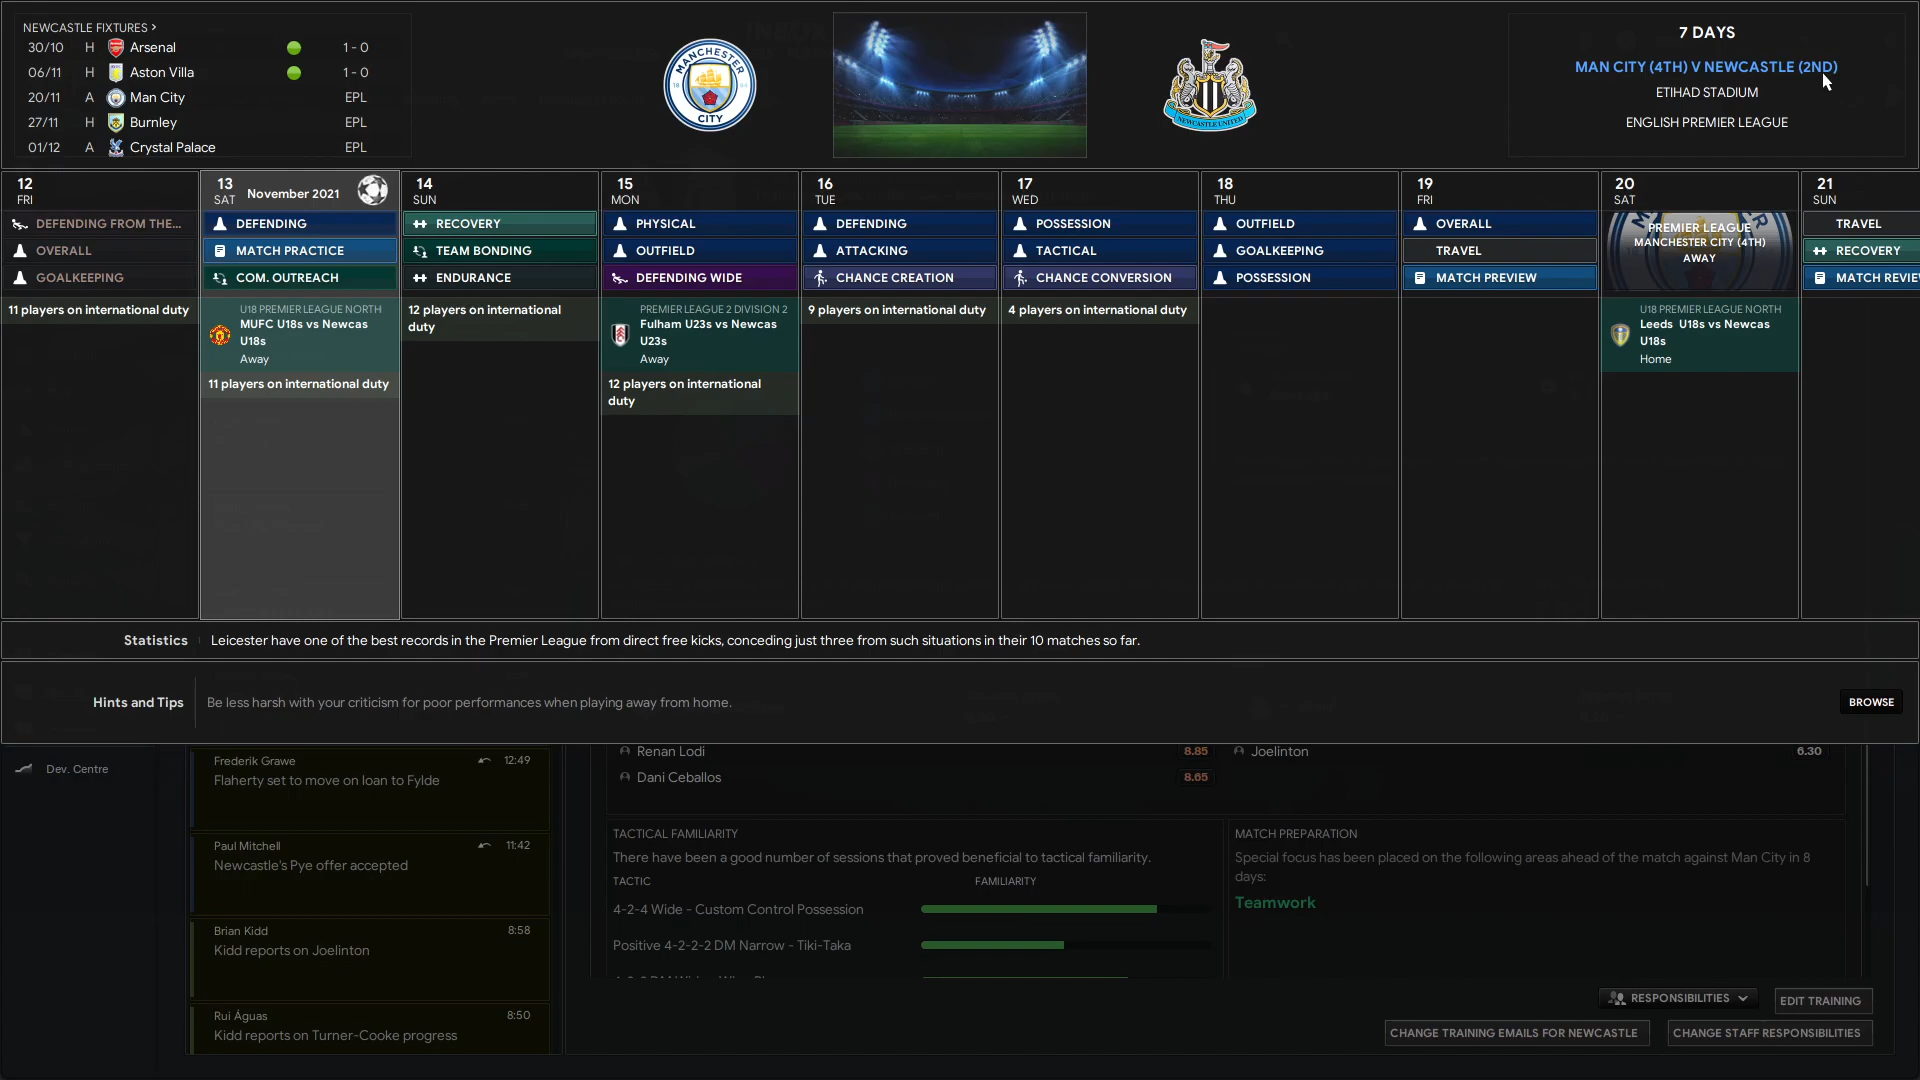 NEWCASTLE FIXTURES >
30/10 H Arsenal 1 - 0
06/11 H Aston Villa 1 - 0
20/11 A Man City EPL
27/11 H Burnley EPL
01/12 A Crystal Palace EPL
MANCHESTER
CITY
NEWCASTLE UNITED
7 DAYS
MAN CITY (4TH) V NEWCASTLE (2ND)
ETIHAD STADIUM
ENGLISH PREMIER LEAGUE
12
FRI
DEFENDING FROM THE...
OVERALL
GOALKEEPING
11 players on international duty
13
SAT November 2021
DEFENDING
MATCH PRACTICE
COM. OUTREACH
U18 PREMIER LEAGUE NORTH
MUFC U18s vs Newcas
U18s
Away
11 players on international duty
14
SUN
RECOVERY
TEAM BONDING
ENDURANCE
12 players on international
duty
15
MON
PHYSICAL
OUTFIELD
DEFENDING WIDE
PREMIER LEAGUE 2 DIVISION 2
Fulham U23s vs Newcas
U23s
Away
12 players on international
duty
16
TUE
DEFENDING
ATTACKING
CHANCE CREATION
9 players on international duty
17
WED
POSSESSION
TACTICAL
CHANCE CONVERSION
4 players on international duty
18
THU
OUTFIELD
GOALKEEPING
POSSESSION
19
FRI
OVERALL
TRAVEL
MATCH PREVIEW
20
SAT
PREMIER LEAGUE
MANCHESTER CITY (4TH)
AWAY
U18 PREMIER LEAGUE NORTH
Leeds U18s vs Newcas
U18s
Home
21
SUN
TRAVEL
RECOVERY
MATCH REVIE
Statistics Leicester have one of the best records in the Premier League from direct free kicks, conceding just three from such situations in their 10 matches so far.
Hints and Tips Be less harsh with your criticism for poor performances when playing away from home.
BROWSE
Dev. Centre
Frederik Grawe 12:49
Flaherty set to move on loan to Fylde
Paul Mitchell 11:42
Newcastle's Pye offer accepted
Brian Kidd 8:58
Kidd reports on Joelinton
Rui Águas 8:50
Kidd reports on Turner-Cooke progress
Renan Lodi 8.85
Dani Ceballos 8.65
Joelinton 6.30
TACTICAL FAMILIARITY
There have been a good number of sessions that proved beneficial to tactical familiarity.
TACTIC FAMILIARITY
4-2-4 Wide - Custom Control Possession
Positive 4-2-2-2 DM Narrow - Tiki-Taka
MATCH PREPARATION
Special focus has been placed on the following areas ahead of the match against Man City in 8
days:
Teamwork
RESPONSIBILITIES
EDIT TRAINING
CHANGE TRAINING EMAILS FOR NEWCASTLE
CHANGE STAFF RESPONSIBILITIES